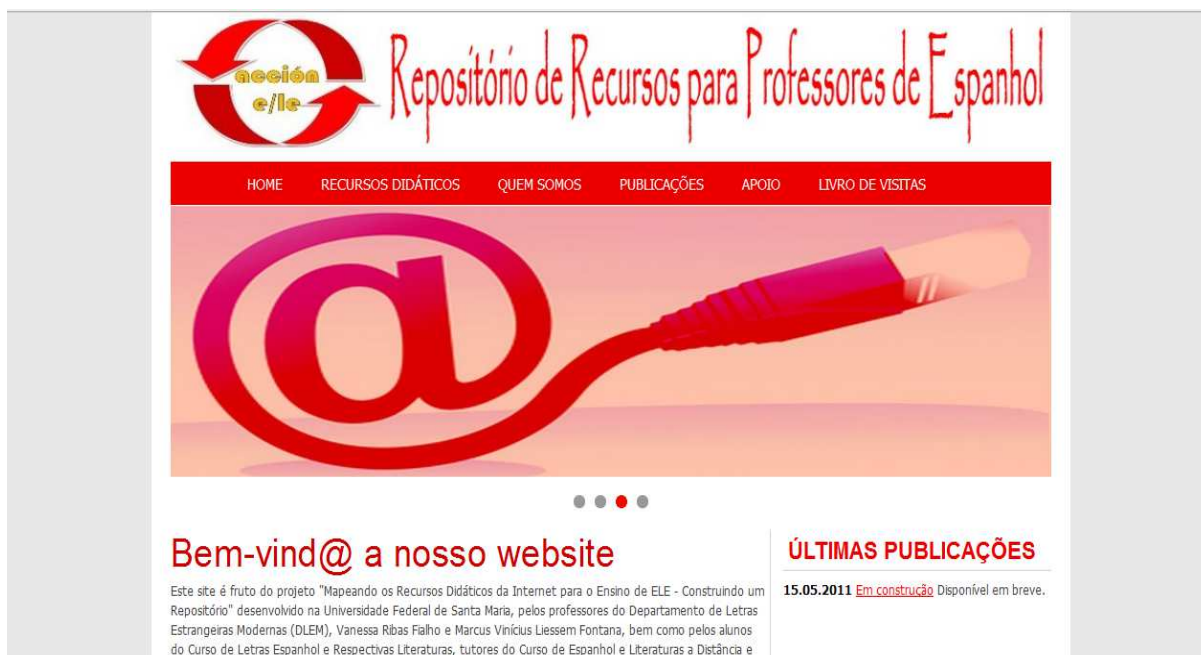 acción
e/le
Repositório de Recursos para Professores de Espanhol
HOME RECURSOS DIDÁTICOS QUEM SOMOS PUBLICAÇÕES APOIO LIVRO DE VISITAS
Bem-vind@ a nosso website
Este site é fruto do projeto "Mapeando os Recursos Didáticos da Internet para o Ensino de ELE - Construindo um
Repositório" desenvolvido na Universidade Federal de Santa Maria, pelos professores do Departamento de Letras
Estrangeiras Modernas (DLEM), Vanessa Ribas Fialho e Marcus Vinícius Liessem Fontana, bem como pelos alunos
do Curso de Letras Espanhol e Respectivas Literaturas, tutores do Curso de Espanhol e Literaturas a Distância e
ÚLTIMAS PUBLICAÇÕES
15.05.2011 Em construção Disponível em breve.